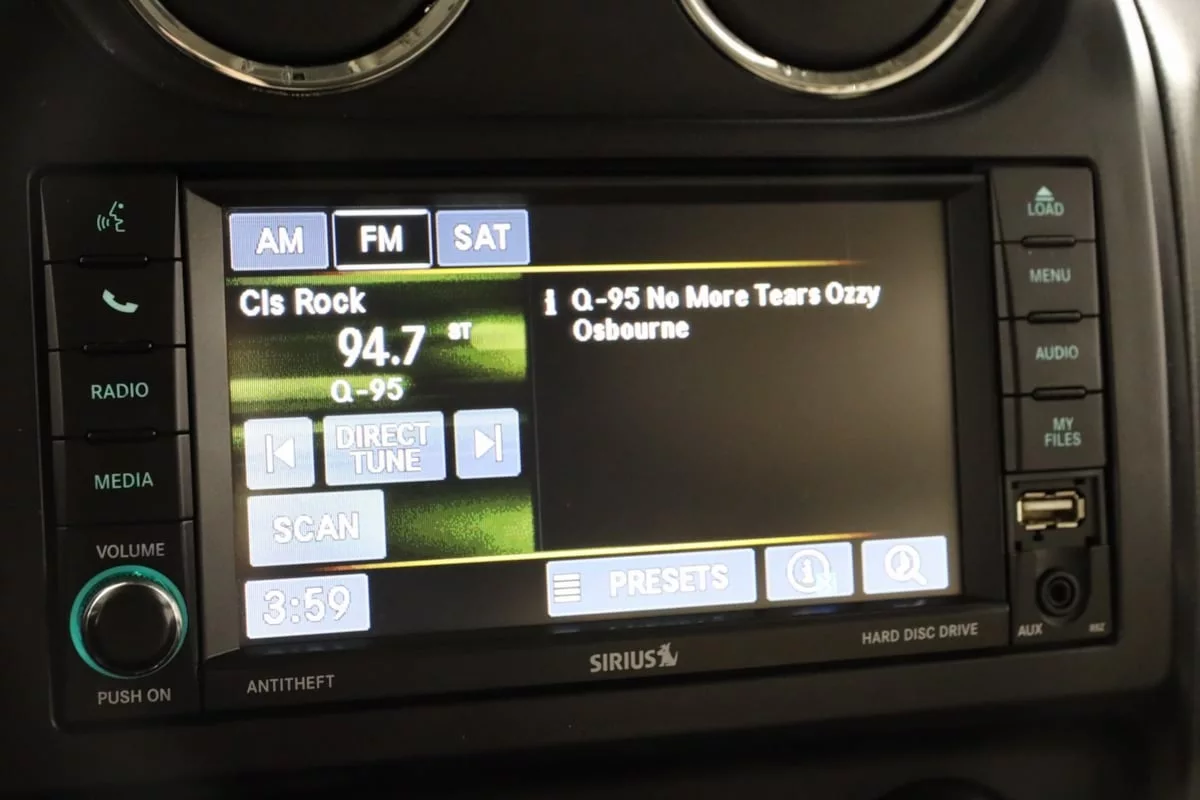 AM FM SAT
Cls Rock
94.7 ST
Q-95
i Q-95 No More Tears Ozzy
Osbourne
DIRECT
TUNE
SCAN
3:59
PRESETS
i
RADIO
MEDIA
VOLUME
PUSH ON
LOAD
MENU
AUDIO
MY
FILES
AUX
ANTITHEFT
SIRIUS
HARD DISC DRIVE